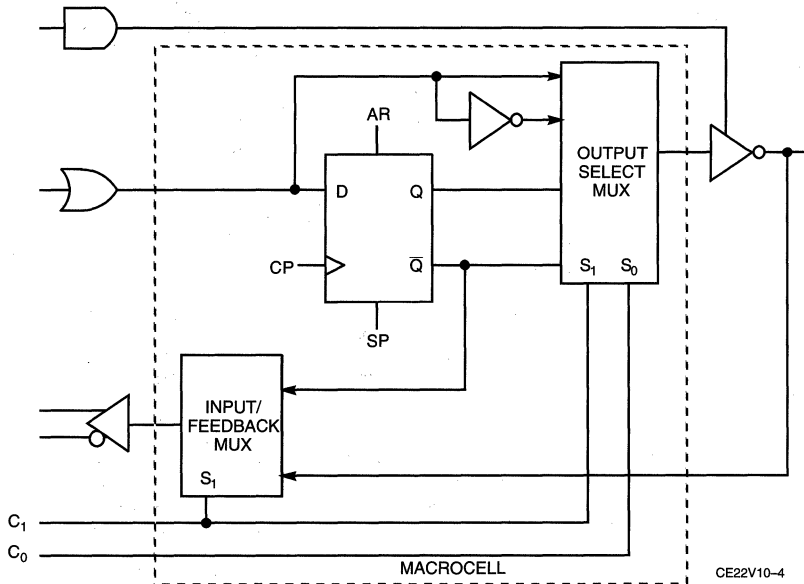 AR
OUTPUT
SELECT
MUX
D
Q
CP
Q̅
S₁
S₀
SP
INPUT/
FEEDBACK
MUX
S₁
C₁
C₀
MACROCELL
CE22V10–4